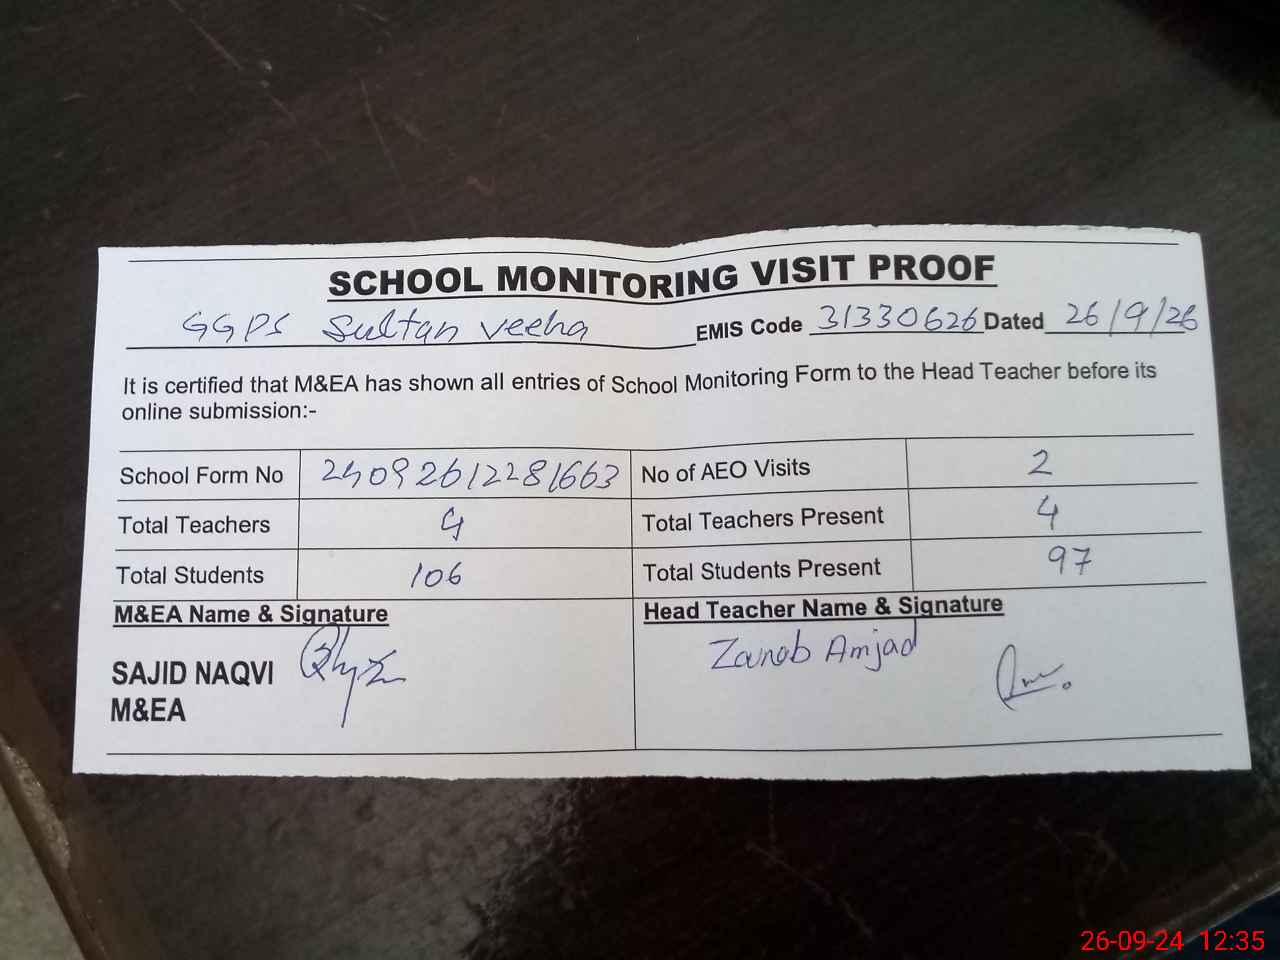 SCHOOL MONITORING VISIT PROOF
GGPS Sultan Veeha EMIS Code 31330626 Dated 26/9/26
It is certified that M&EA has shown all entries of School Monitoring Form to the Head Teacher before its
online submission:-
School Form No 24092612281663 No of AEO Visits 2
Total Teachers 4 Total Teachers Present 4
Total Students 106 Total Students Present 97
M&EA Name & Signature Head Teacher Name & Signature
Zainab Amjad
SAJID NAQVI
M&EA
26-09-24 12:35